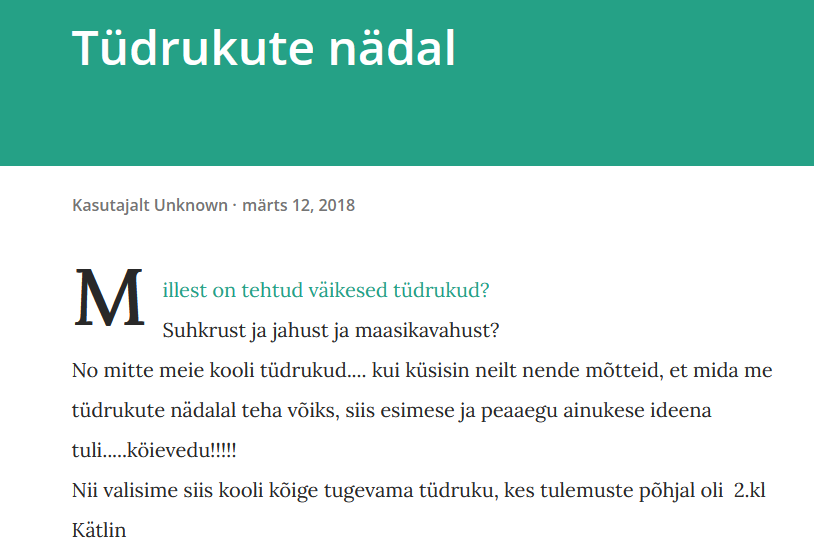 Tüdrukute nädal
Kasutajalt Unknown · märts 12, 2018
Millest on tehtud väikesed tüdrukud?
Suhkrust ja jahust ja maasikavahust?
No mitte meie kooli tüdrukud.... kui küsisin neilt nende mõtteid, et mida me
tüdrukute nädalal teha võiks, siis esimese ja peaaegu ainukese ideena
tuli.....köievedu!!!!!
Nii valisime siis kooli kõige tugevama tüdruku, kes tulemuste põhjal oli  2.kl
Kätlin